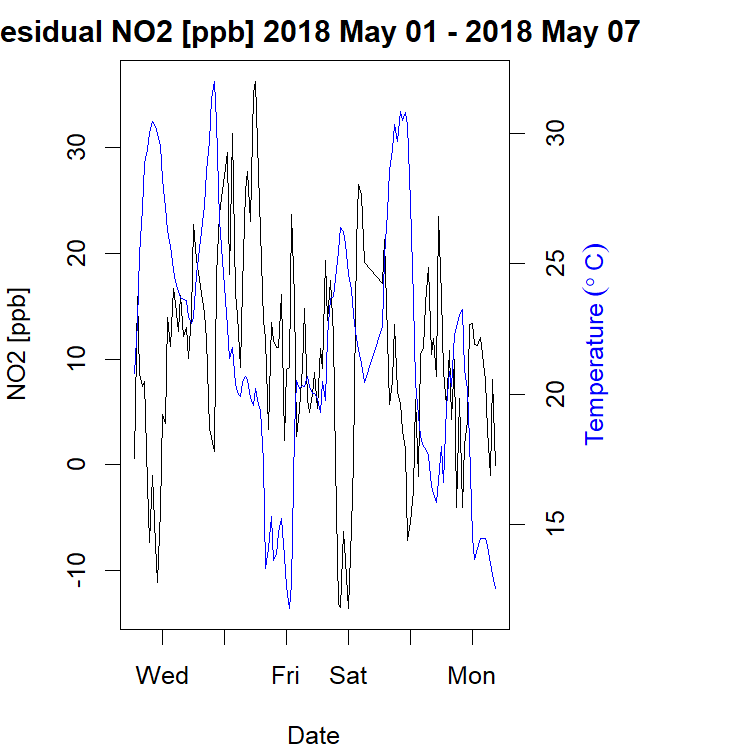 esidual NO2 [ppb] 2018 May 01 - 2018 May 07
30
20
10
0
-10
NO2 [ppb]
30
25
20
15
Temperature (° C)
Wed
Fri
Sat
Mon
Date